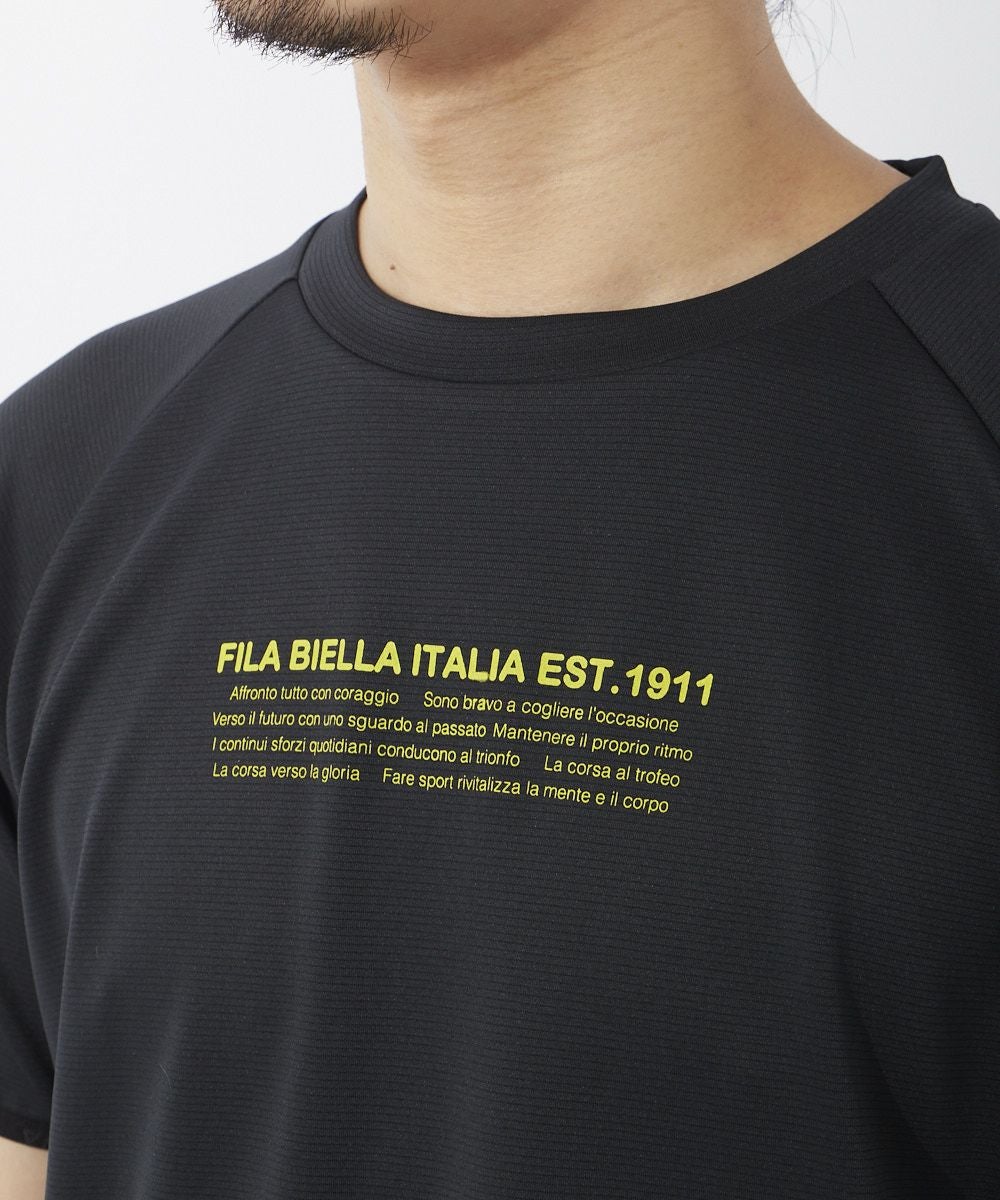 FILA BIELLA ITALIA EST.1911
Affronto tutto con coraggio Sono bravo a cogliere l'occasione
Verso il futuro con uno sguardo al passato Mantenere il proprio ritmo
I continui sforzi quotidiani conducono al trionfo La corsa al trofeo
La corsa verso la gloria Fare sport rivitalizza la mente e il corpo